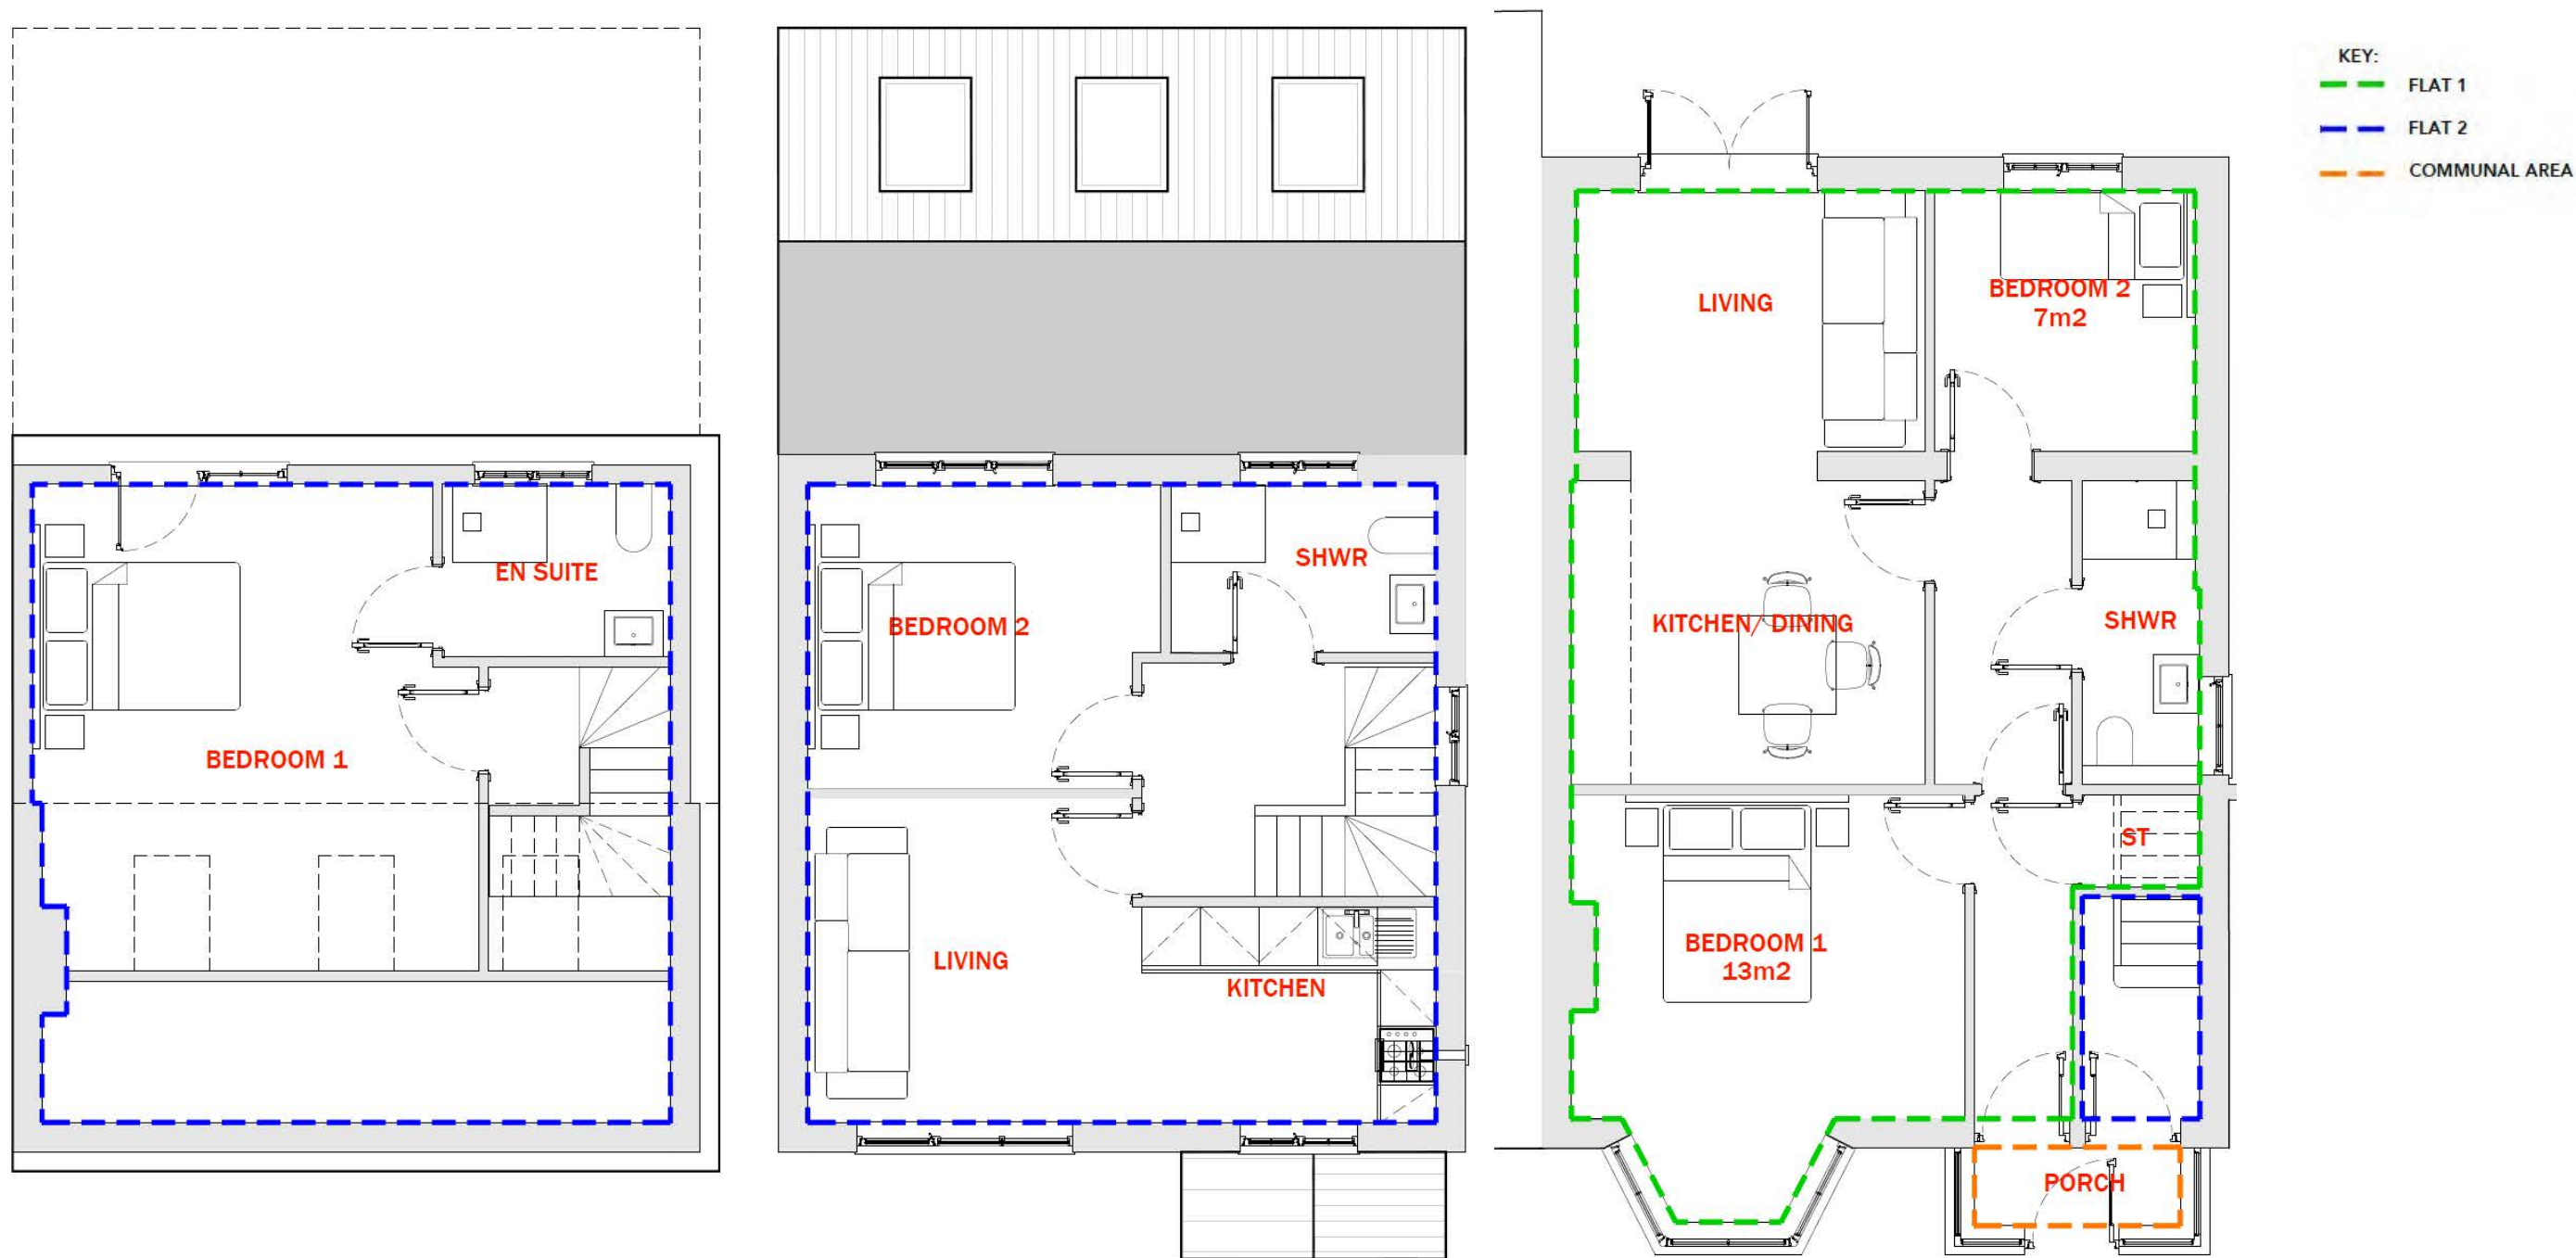 KEY:
FLAT 1
FLAT 2
COMMUNAL AREA
EN SUITE
BEDROOM 1
SHWR
BEDROOM 2
LIVING
KITCHEN
LIVING
BEDROOM 2
7m2
KITCHEN/ DINING
SHWR
ST
BEDROOM 1
13m2
PORCH